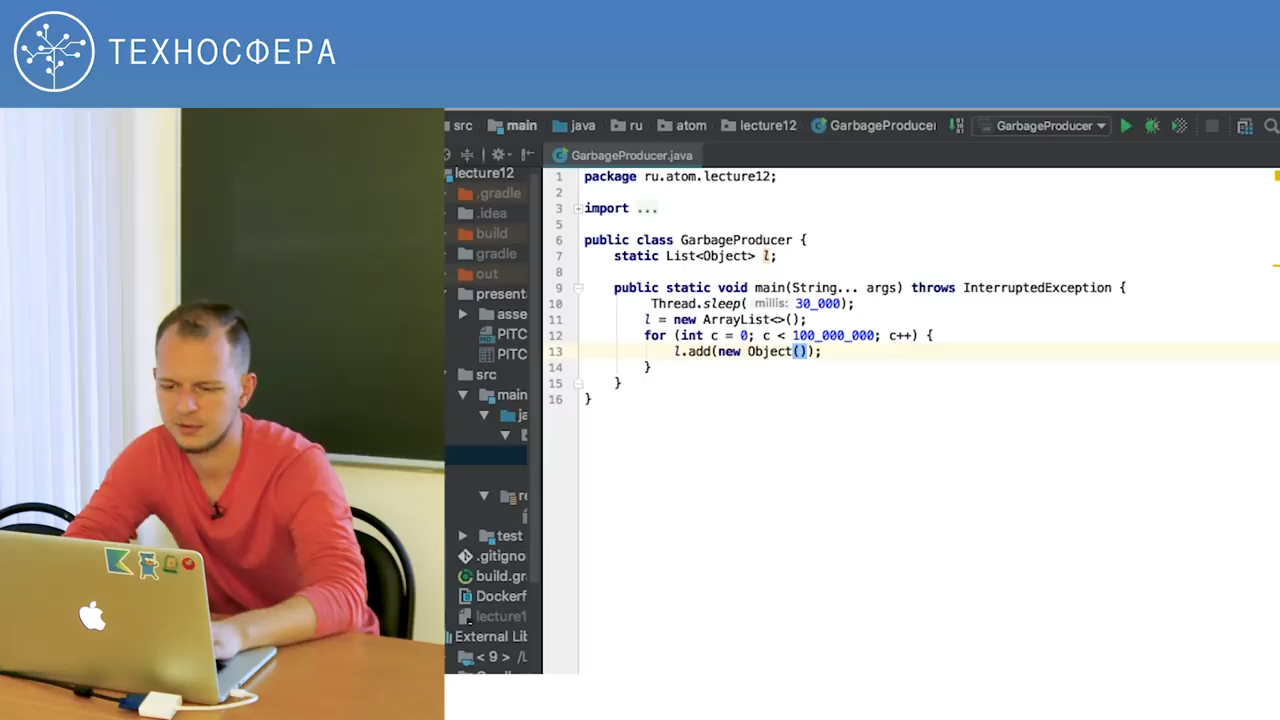 ТЕХНОСФЕРА
src main java ru atom lecture12 GarbageProducer GarbageProducer
GarbageProducer.java
lecture12
.gradle
.idea
build
gradle
out
present
asse
PITC
PITC
src
main
ja
re
test
.gitigno
build.gr
Dockerf
lecture1
External Lib
< 9 > /L
1 package ru.atom.lecture12;
2
3 import ...
5
6 public class GarbageProducer {
7 static List<Object> l;
8
9 public static void main(String... args) throws InterruptedException {
10 Thread.sleep( millis: 30_000);
11 l = new ArrayList<>();
12 for (int c = 0; c < 100_000_000; c++) {
13 l.add(new Object());
14 }
15 }
16 }